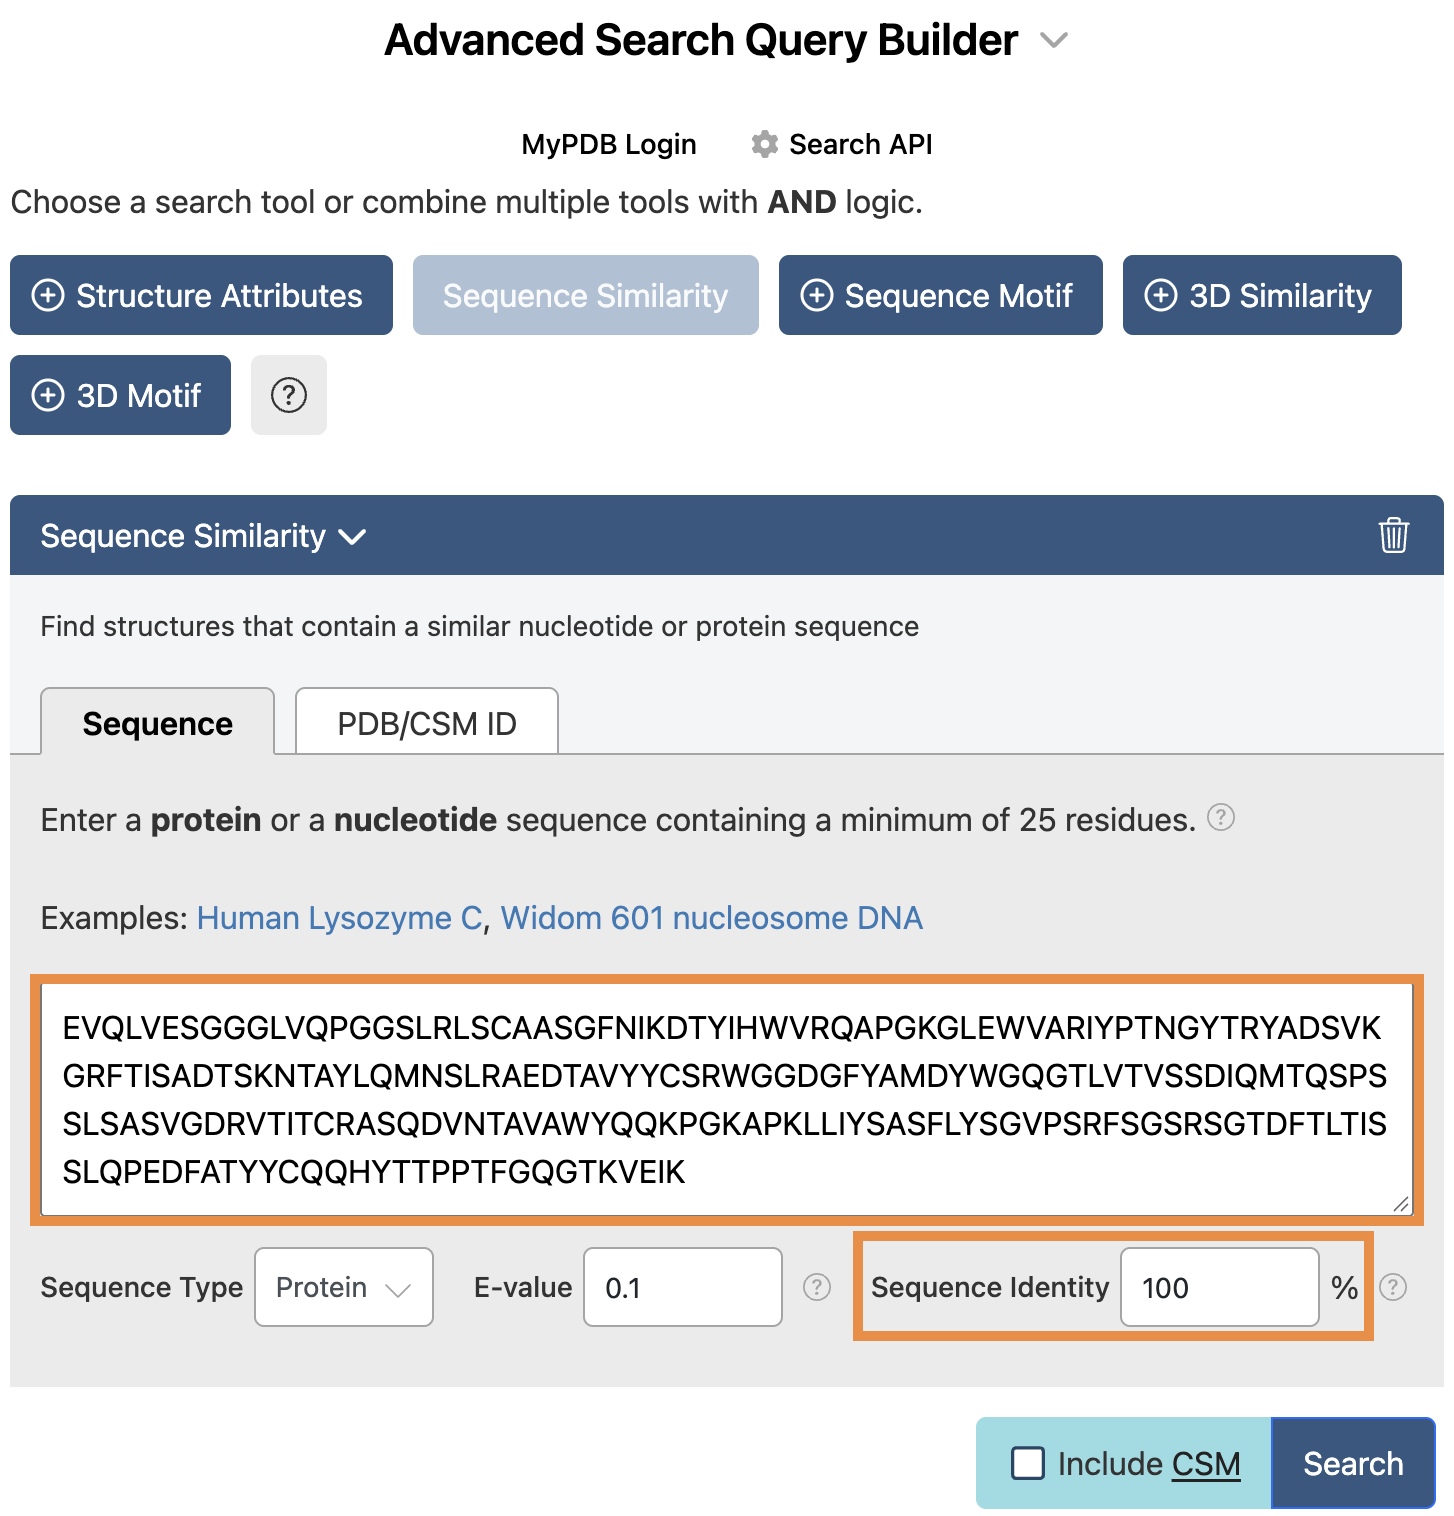 Advanced Search Query Builder
MyPDB Login Search API
Choose a search tool or combine multiple tools with AND logic.
Structure Attributes Sequence Similarity Sequence Motif 3D Similarity
3D Motif ?
Sequence Similarity
Find structures that contain a similar nucleotide or protein sequence
Sequence PDB/CSM ID
Enter a protein or a nucleotide sequence containing a minimum of 25 residues. ?
Examples: Human Lysozyme C, Widom 601 nucleosome DNA
EVQLVESGGGLVQPGGSLRLSCAASGFNIKDTYIHWVRQAPGKGLEWVARIYPTNGYTRYADSVK
GRFTISADTSKNTAYLQMNSLRAEDTAVYYCSRWGGDGFYAMDYWGQGTLVTVSSDIQMTQSPS
SLSASVGDRVTITCRASQDVNTAVAWYQQKPGKAPKLLIYSASFLYSGVPSRFSGSRSGTDFTLTIS
SLQPEDFATYYCQQHYTTPPTFGQGTKVEIK
Sequence Type Protein E-value 0.1 ? Sequence Identity 100 % ?
Include CSM Search